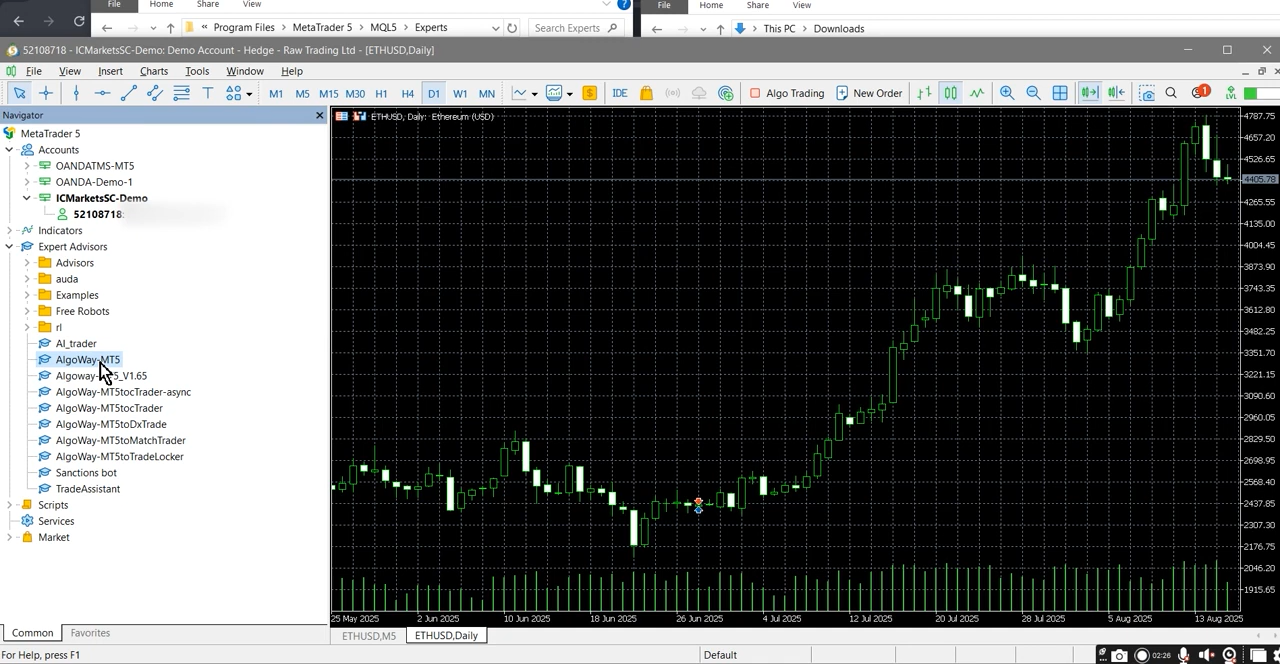 File Home Share View
Program Files MetaTrader 5 MQL5 Experts Search Experts
File Home Share View
This PC Downloads
52108718 - ICMarketsSC-Demo: Demo Account - Hedge - Raw Trading Ltd - [ETHUSD,Daily]
File View Insert Charts Tools Window Help
M1 M5 M15 M30 H1 H4 D1 W1 MN IDE Algo Trading New Order 1 LVL
Navigator
MetaTrader 5
Accounts
OANDATMS-MT5
OANDA-Demo-1
ICMarketsSC-Demo
52108718:
Indicators
Expert Advisors
Advisors
auda
Examples
Free Robots
rl
AI_trader
AlgoWay-MT5
AlgoWay-MT5tocTrader-async
AlgoWay-MT5tocTrader
AlgoWay-MT5toDxTrade
AlgoWay-MT5toMatchTrader
AlgoWay-MT5toTradeLocker
Sanctions bot
TradeAssistant
Scripts
Services
Market
Common Favorites
ETHUSD, Daily: Ethereum (USD)
4787.75
4657.20
4526.65
4405.78
4265.55
4135.00
4004.45
3873.90
3743.35
3612.80
3482.25
3351.70
3221.15
3090.60
2960.05
2829.50
2698.95
2568.40
2437.85
2307.30
2176.75
2046.20
1915.65
25 May 2025 2 Jun 2025 10 Jun 2025 18 Jun 2025 26 Jun 2025 4 Jul 2025 12 Jul 2025 20 Jul 2025 28 Jul 2025 5 Aug 2025 13 Aug 2025
ETHUSD,M5 ETHUSD,Daily
For Help, press F1 Default 02:26